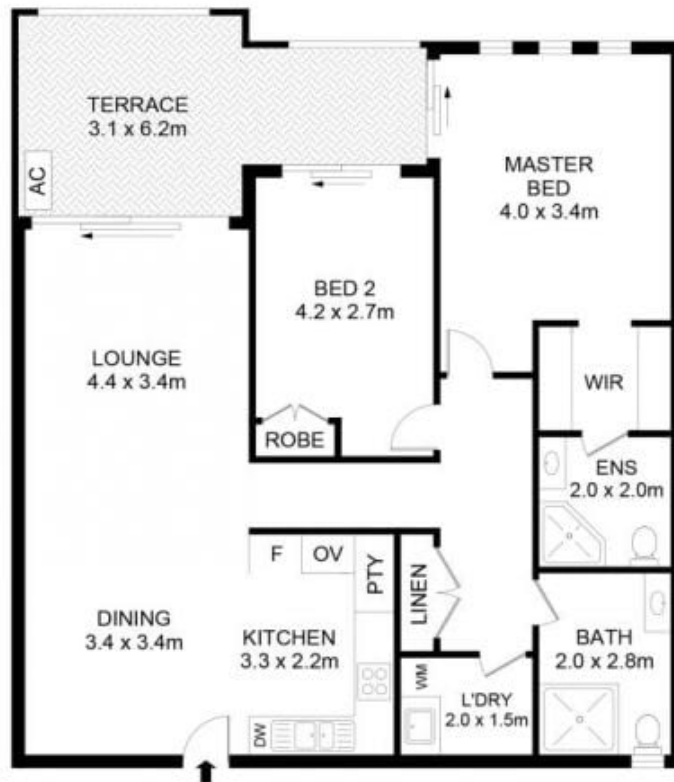 TERRACE
3.1 x 6.2m
AC
MASTER
BED
4.0 x 3.4m
BED 2
4.2 x 2.7m
LOUNGE
4.4 x 3.4m
WIR
ROBE
ENS
2.0 x 2.0m
F
OV
PTY
LINEN
DINING
3.4 x 3.4m
KITCHEN
3.3 x 2.2m
BATH
2.0 x 2.8m
WM
L'DRY
2.0 x 1.5m
DW